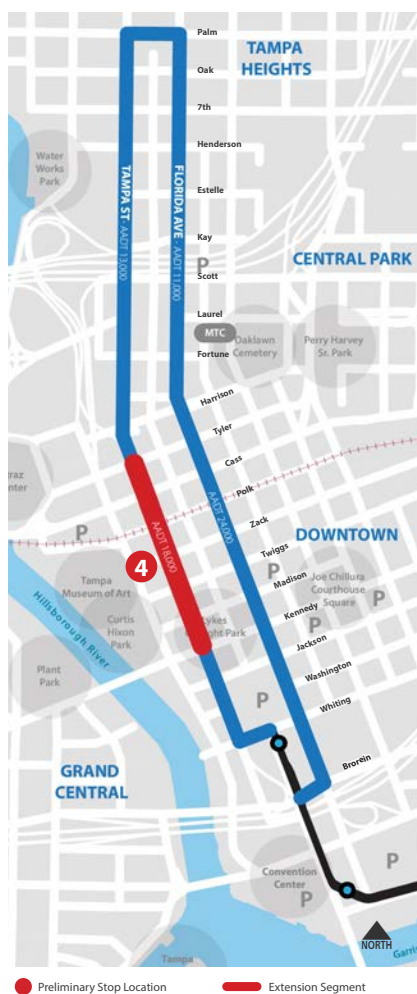 Palm
TAMPA
HEIGHTS
Oak
7th
Henderson
Water
Works
Park
Estelle
TAMPA ST - AADT 13,000
FLORIDA AVE - AADT 11,000
Kay
P
CENTRAL PARK
Scott
Laurel
MTC
Oaklawn
Cemetery
Perry Harvey
Sr. Park
Fortune
Harrison
Tyler
Cass
Polk
Zack
Twiggs
Madison
Kennedy
Jackson
Washington
Whiting
Brorein
AADT 18,000
AADT 24,000
P
4
DOWNTOWN
P
Joe Chillura
Courthouse
Square
P
P
Tampa
Museum of Art
Curtis
Hixon
Park
Park
Hillsborough River
Plant
Park
P
GRAND
CENTRAL
Convention
Center
P
P
NORTH
Tampa
Preliminary Stop Location
Extension Segment